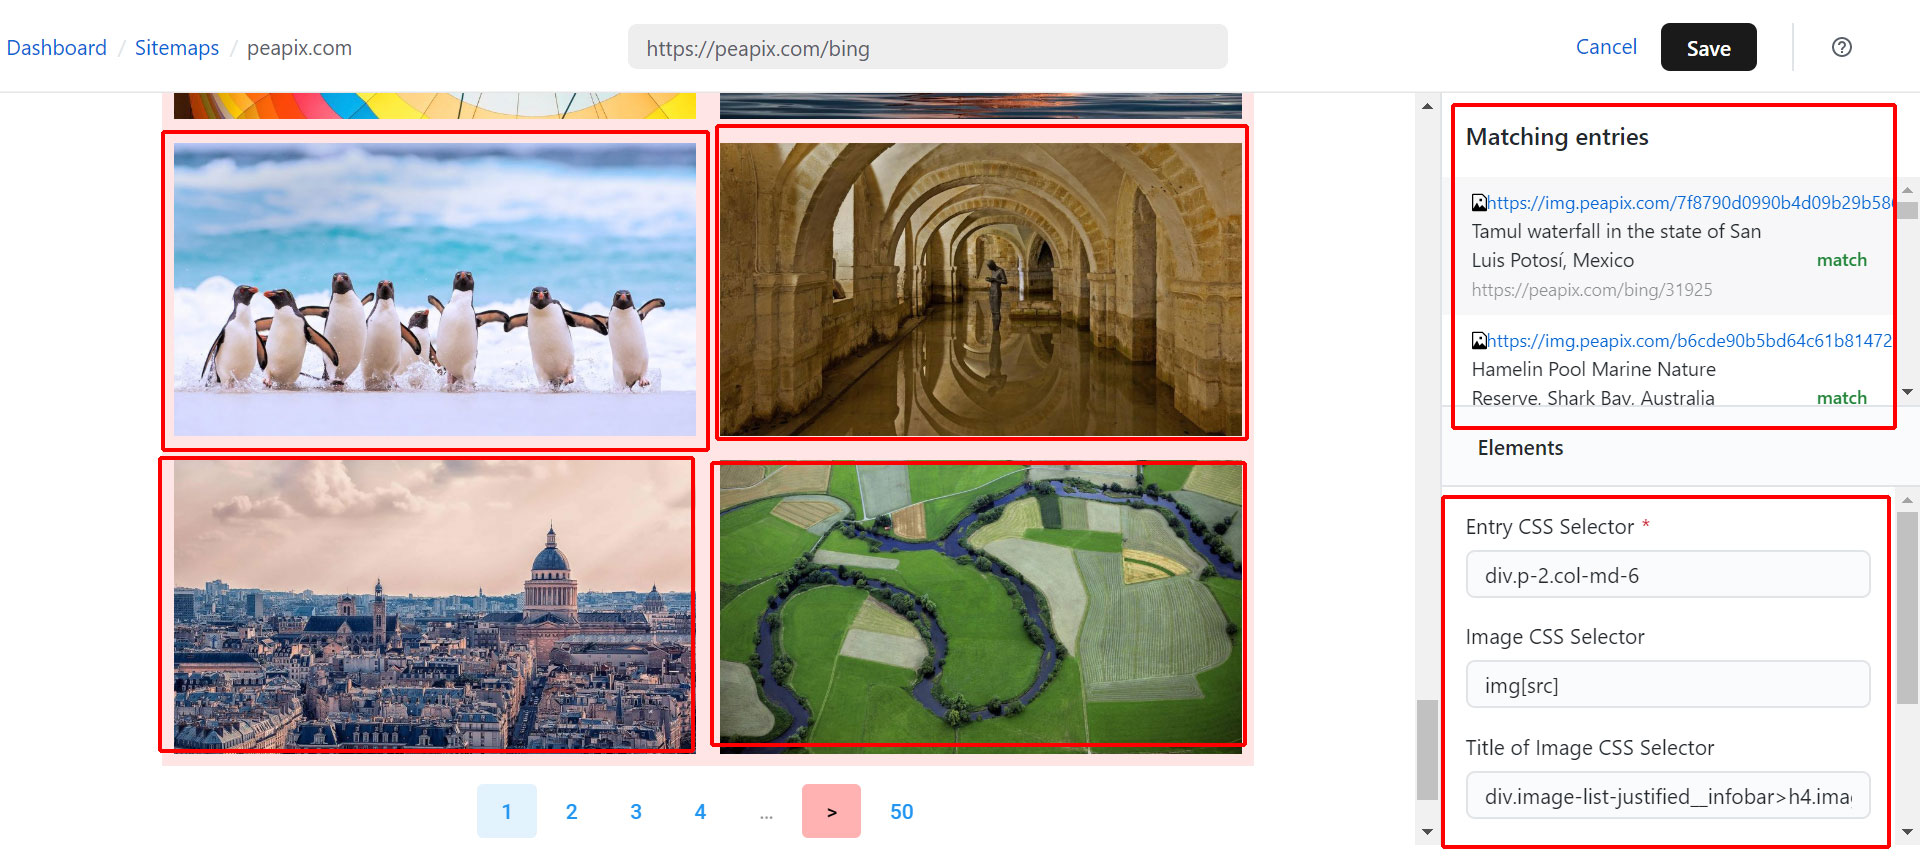 Dashboard / Sitemaps / peapix.com
https://peapix.com/bing
Cancel
Save
Matching entries
https://img.peapix.com/7f8790d0990b4d09b29b58
Tamul waterfall in the state of San
Luis Potosí, Mexico
match
https://peapix.com/bing/31925
https://img.peapix.com/b6cde90b5bd64c61b81472
Hamelin Pool Marine Nature
Reserve, Shark Bay, Australia
match
Elements
Entry CSS Selector *
div.p-2.col-md-6
Image CSS Selector
img[src]
Title of Image CSS Selector
div.image-list-justified__infobar>h4.ima
1 2 3 4 ... > 50